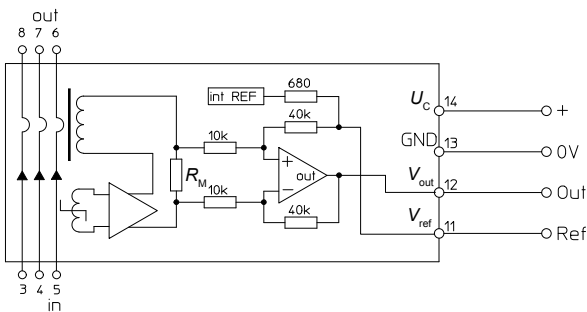 out
8 7 6
int REF
680
40k
10k
+
out
R_M
10k
−
40k
U_C 14 +
GND 13 0V
V_out 12 Out
V_ref 11 Ref
3 4 5
in